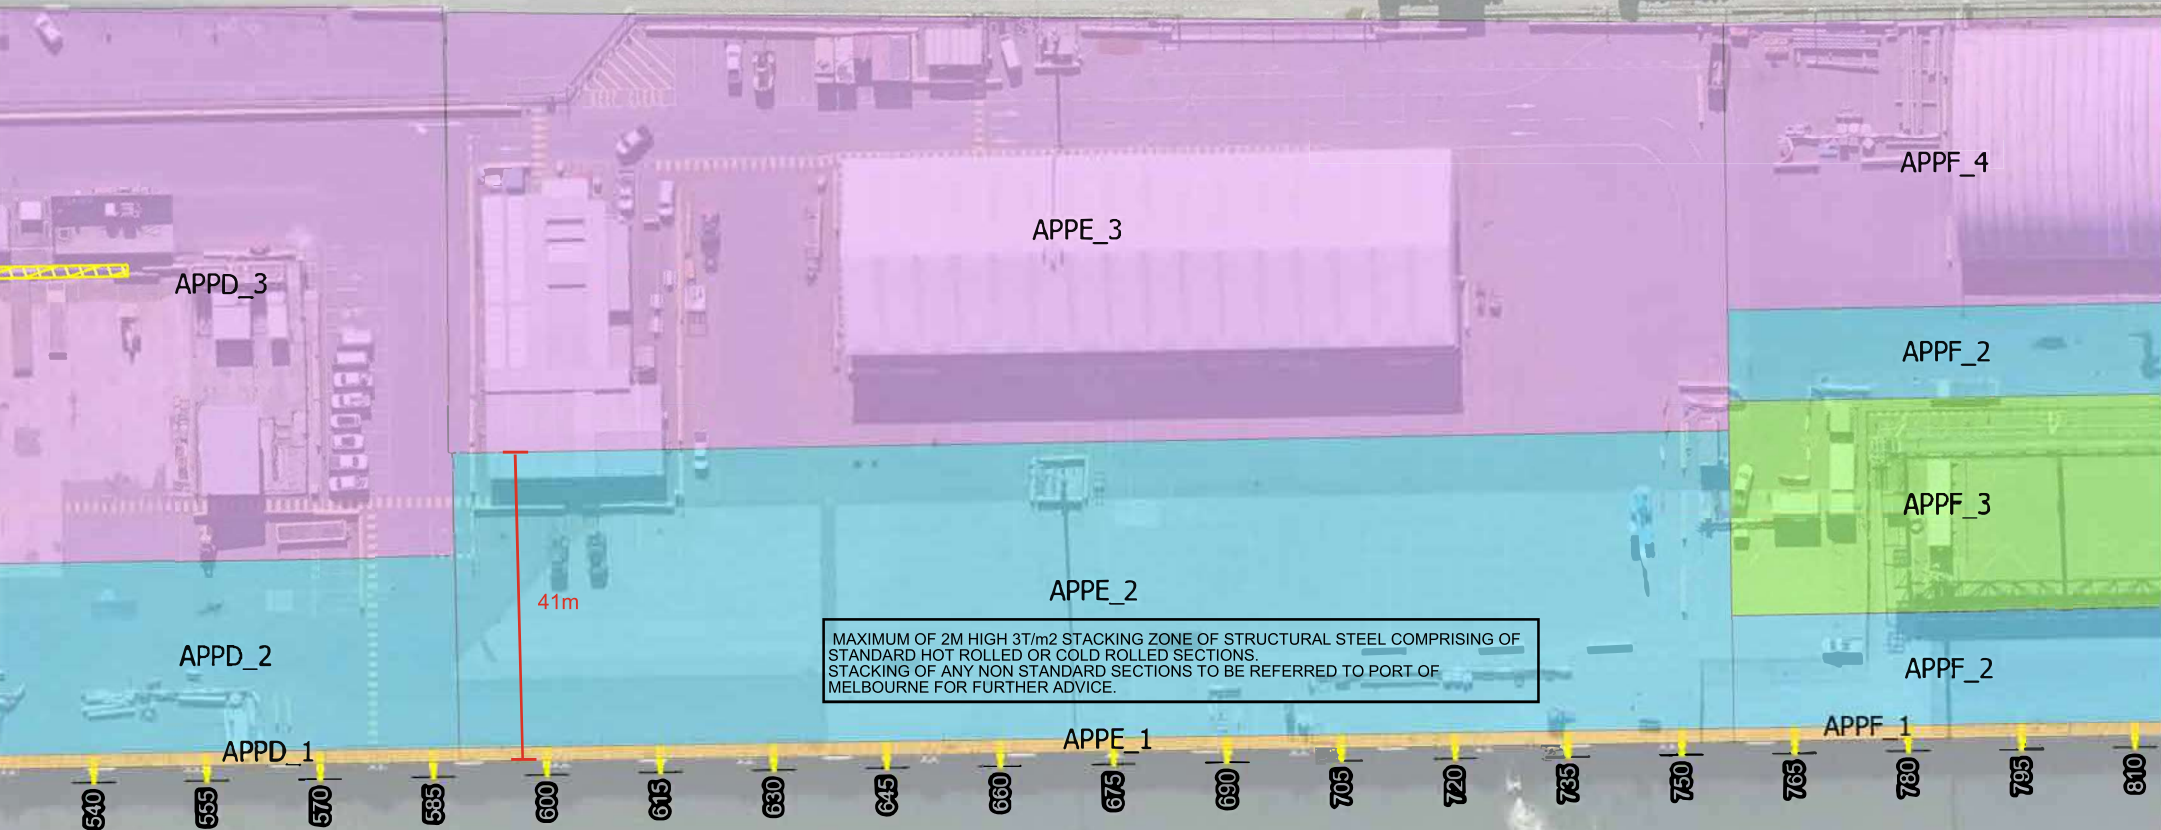 APPF_4
APPE_3
APPD_3
APPF_2
APPF_3
APPE_2
41m
MAXIMUM OF 2M HIGH 3T/m2 STACKING ZONE OF STRUCTURAL STEEL COMPRISING OF
STANDARD HOT ROLLED OR COLD ROLLED SECTIONS.
STACKING OF ANY NON STANDARD SECTIONS TO BE REFERRED TO PORT OF
MELBOURNE FOR FURTHER ADVICE.
APPD_2
APPF_2
APPD_1
APPE_1
APPF_1
540
555
570
585
600
615
630
645
660
675
690
705
720
735
750
765
780
795
810